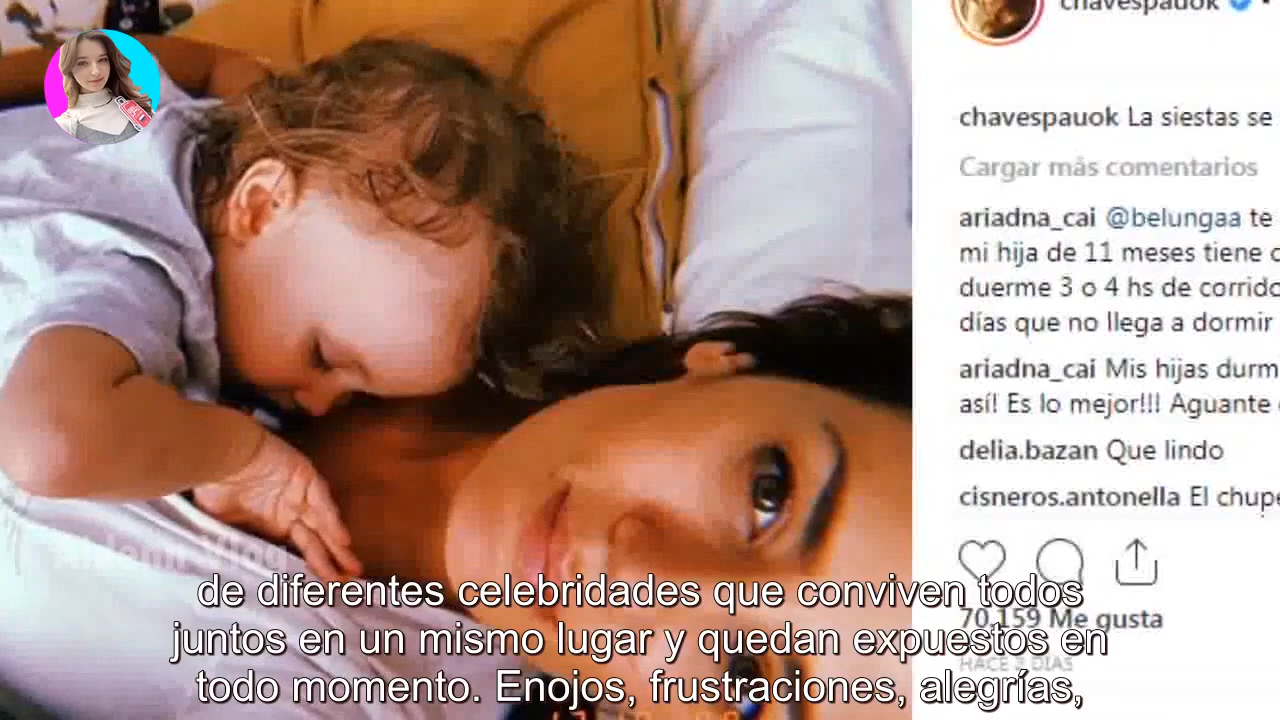 chavespauok
chavespauok La siestas se
Cargar más comentarios
ariadna_cai @belungaa te
mi hija de 11 meses tiene
duerme 3 o 4 hs de corrido
días que no llega a dormir
ariadna_cai Mis hijas durm
así! Es lo mejor!!! Aguante
delia.bazan Que lindo
cisneros.antonella El chupe
70,159 Me gusta
HACE 3 DÍAS
de diferentes celebridades que conviven todos
juntos en un mismo lugar y quedan expuestos en
todo momento. Enojos, frustraciones, alegrías,